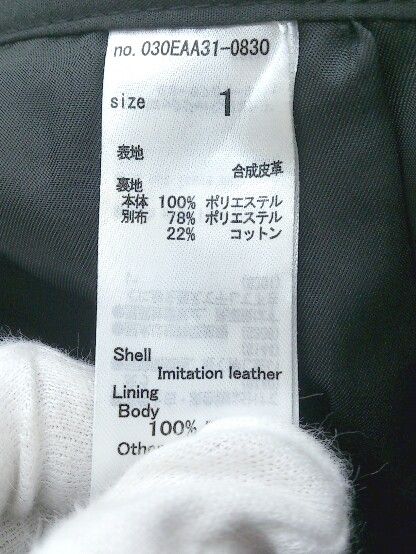 no. 030EAA31-0830
size 1
表地
合成皮革
裏地
本体 100% ポリエステル
別布 78% ポリエステル
22% コットン
Shell
Imitation leather
Lining
Body
100%